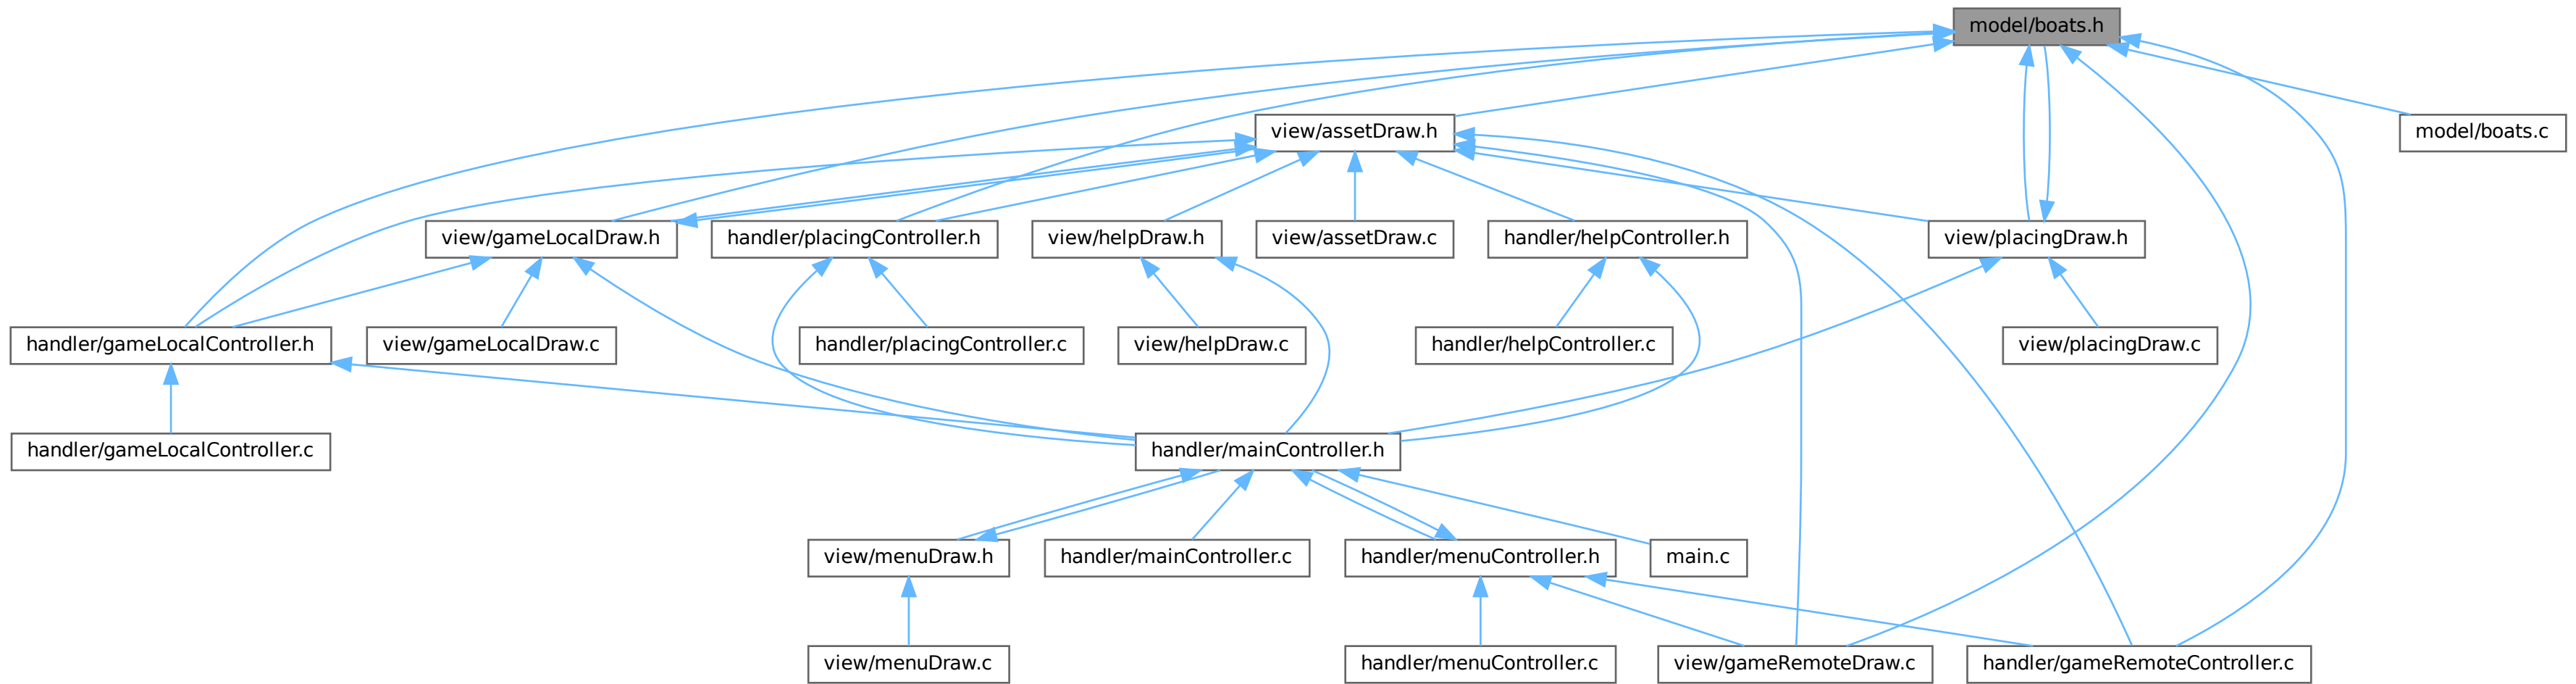 model/boats.h
view/assetDraw.h
model/boats.c
view/gameLocalDraw.h
handler/placingController.h
view/helpDraw.h
view/assetDraw.c
handler/helpController.h
view/placingDraw.h
handler/gameLocalController.h
view/gameLocalDraw.c
handler/placingController.c
view/helpDraw.c
handler/helpController.c
view/placingDraw.c
handler/gameLocalController.c
handler/mainController.h
view/menuDraw.h
handler/mainController.c
handler/menuController.h
main.c
view/menuDraw.c
handler/menuController.c
view/gameRemoteDraw.c
handler/gameRemoteController.c